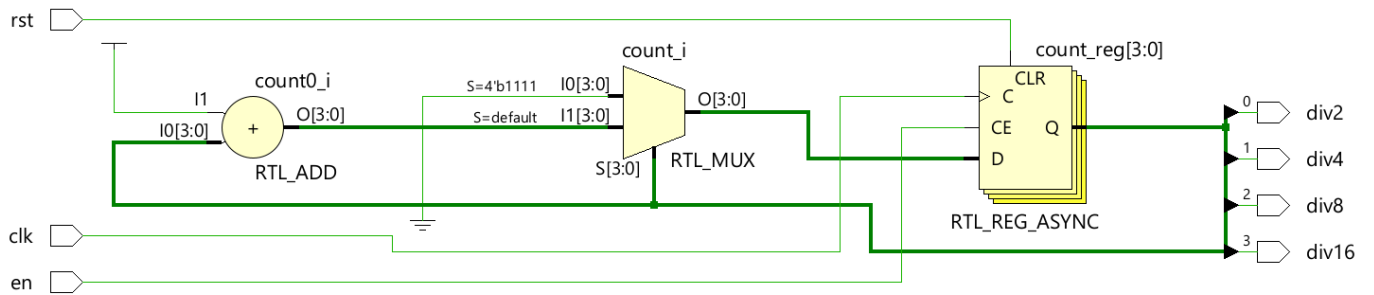 rst
count_i
count_reg[3:0]
count0_i
S=4'b1111
I0[3:0]
CLR
I1
O[3:0]
O[3:0]
C
0
div2
I0[3:0]
+
S=default
I1[3:0]
CE
Q
RTL_ADD
S[3:0]
RTL_MUX
D
1
div4
2
div8
RTL_REG_ASYNC
clk
3
div16
en